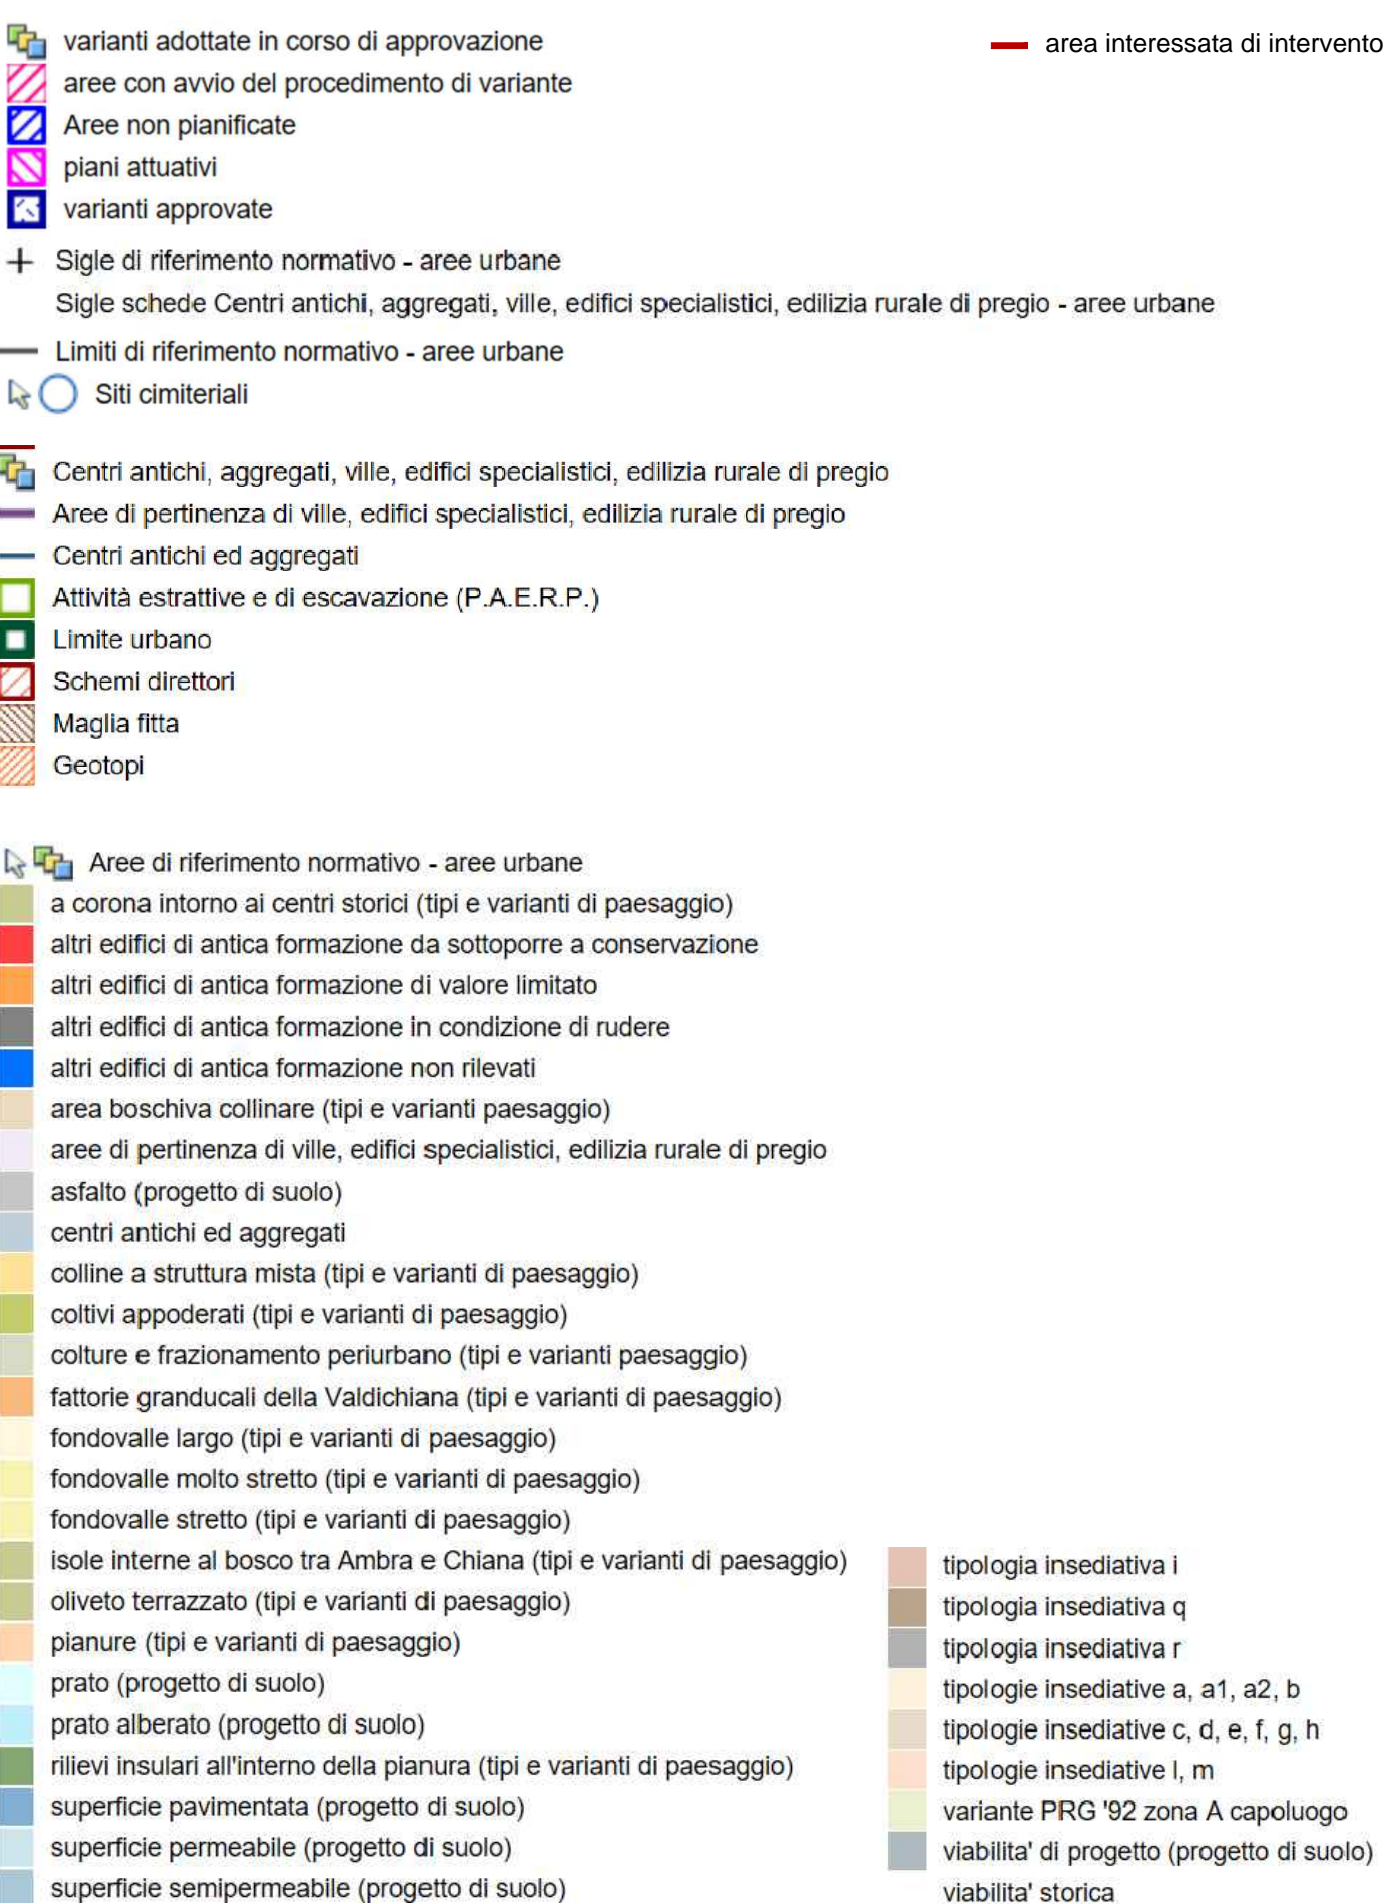 varianti adottate in corso di approvazione
area interessata di intervento
aree con avvio del procedimento di variante
Aree non pianificate
piani attuativi
varianti approvate
Sigle di riferimento normativo - aree urbane
Sigle schede Centri antichi, aggregati, ville, edifici specialistici, edilizia rurale di pregio - aree urbane
Limiti di riferimento normativo - aree urbane
Siti cimiteriali
Centri antichi, aggregati, ville, edifici specialistici, edilizia rurale di pregio
Aree di pertinenza di ville, edifici specialistici, edilizia rurale di pregio
Centri antichi ed aggregati
Attività estrattive e di escavazione (P.A.E.R.P.)
Limite urbano
Schemi direttori
Maglia fitta
Geotopi
Aree di riferimento normativo - aree urbane
a corona intorno ai centri storici (tipi e varianti di paesaggio)
altri edifici di antica formazione da sottoporre a conservazione
altri edifici di antica formazione di valore limitato
altri edifici di antica formazione in condizione di rudere
altri edifici di antica formazione non rilevati
area boschiva collinare (tipi e varianti paesaggio)
aree di pertinenza di ville, edifici specialistici, edilizia rurale di pregio
asfalto (progetto di suolo)
centri antichi ed aggregati
colline a struttura mista (tipi e varianti di paesaggio)
coltivi appoderati (tipi e varianti di paesaggio)
colture e frazionamento periurbano (tipi e varianti paesaggio)
fattorie granducali della Valdichiana (tipi e varianti di paesaggio)
fondovalle largo (tipi e varianti di paesaggio)
fondovalle molto stretto (tipi e varianti di paesaggio)
fondovalle stretto (tipi e varianti di paesaggio)
isole interne al bosco tra Ambra e Chiana (tipi e varianti di paesaggio)
oliveto terrazzato (tipi e varianti di paesaggio)
pianure (tipi e varianti di paesaggio)
prato (progetto di suolo)
prato alberato (progetto di suolo)
rilievi insulari all'interno della pianura (tipi e varianti di paesaggio)
superficie pavimentata (progetto di suolo)
superficie permeabile (progetto di suolo)
superficie semipermeabile (progetto di suolo)
tipologia insediativa i
tipologia insediativa q
tipologia insediativa r
tipologie insediative a, a1, a2, b
tipologie insediative c, d, e, f, g, h
tipologie insediative l, m
variante PRG '92 zona A capoluogo
viabilita' di progetto (progetto di suolo)
viabilita' storica